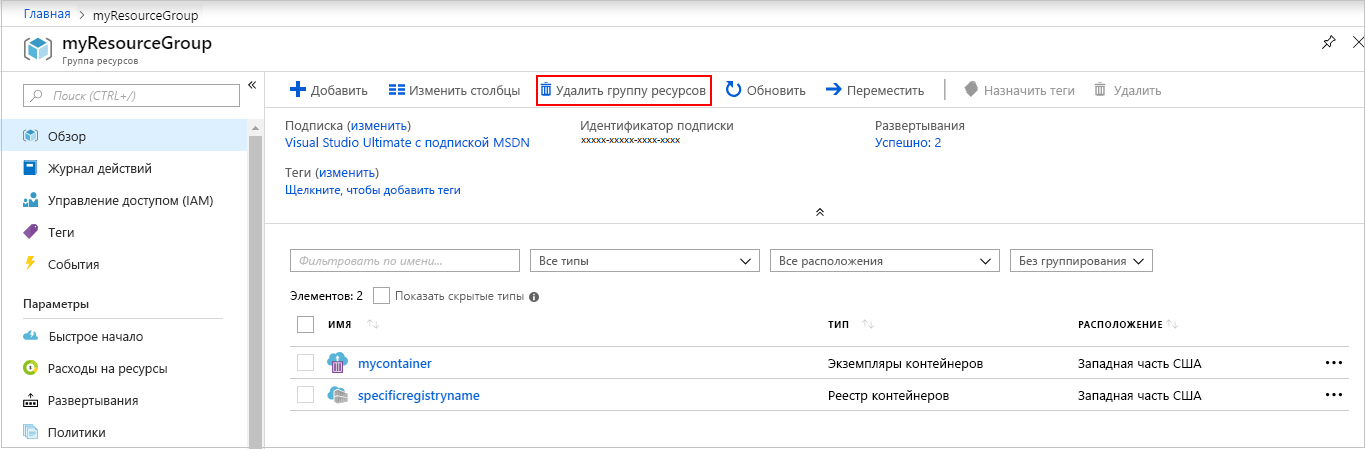 Главная > myResourceGroup
myResourceGroup
Группа ресурсов
Поиск (CTRL+/)
«
Обзор
Журнал действий
Управление доступом (IAM)
Теги
События
Параметры
Быстрое начало
Расходы на ресурсы
Развертывания
Политики
Добавить Изменить столбцы Удалить группу ресурсов Обновить Переместить Назначить теги Удалить
Подписка (изменить) Идентификатор подписки Развертывания
Visual Studio Ultimate с подпиской MSDN xxxxx-xxxxx-xxxx-xxxx Успешно: 2
Теги (изменить)
Щелкните, чтобы добавить теги
Фильтровать по имени... Все типы Все расположения Без группирования
Элементов: 2 Показать скрытые типы
ИМЯ ТИП РАСПОЛОЖЕНИЕ
mycontainer Экземпляры контейнеров Западная часть США
specificregistryname Реестр контейнеров Западная часть США